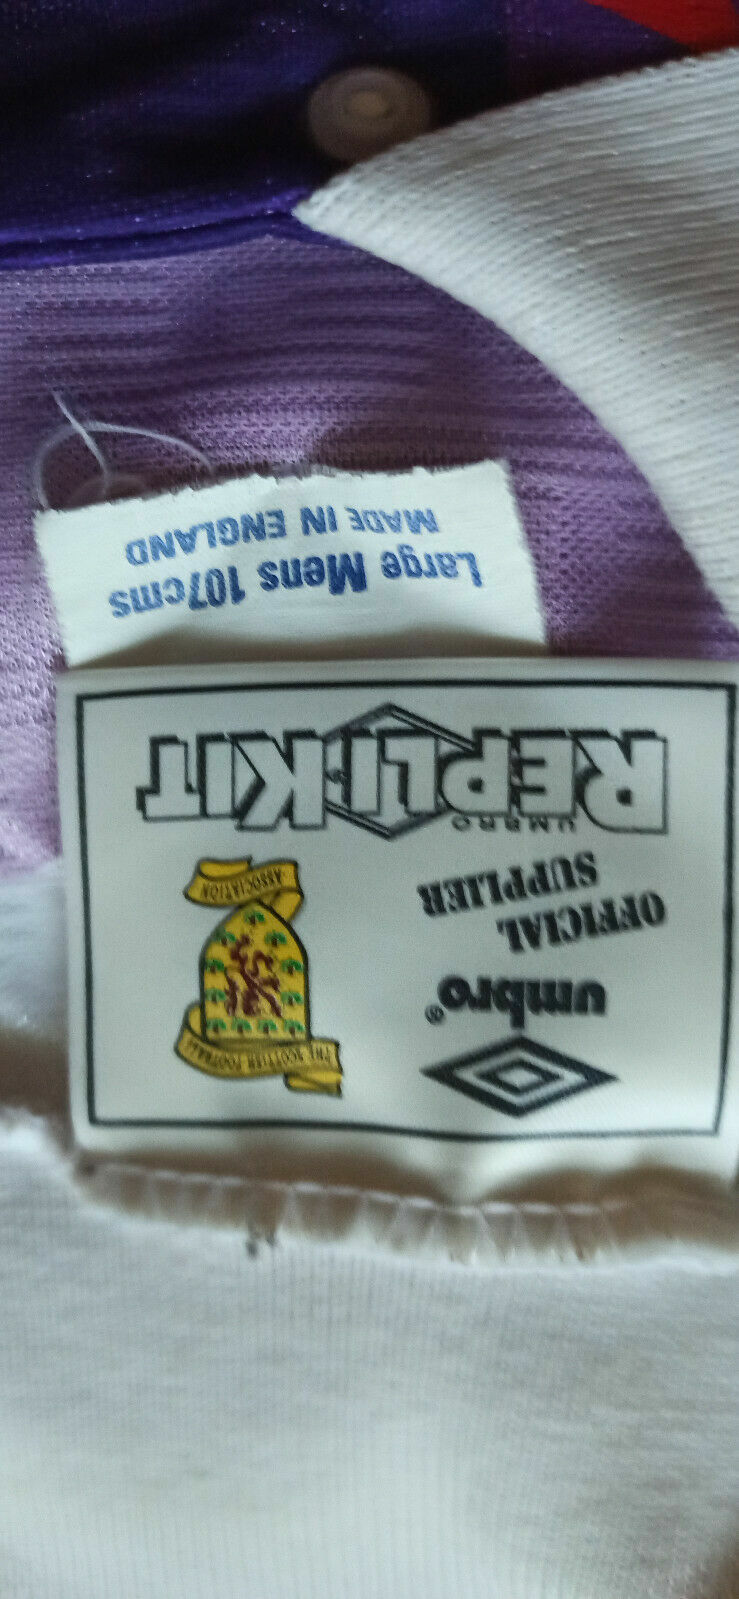 umbro®
OFFICIAL
SUPPLIER
THE SCOTTISH FOOTBALL
ASSOCIATION
UMBRO
REPLI-KIT
Large Mens 107cms
MADE IN ENGLAND